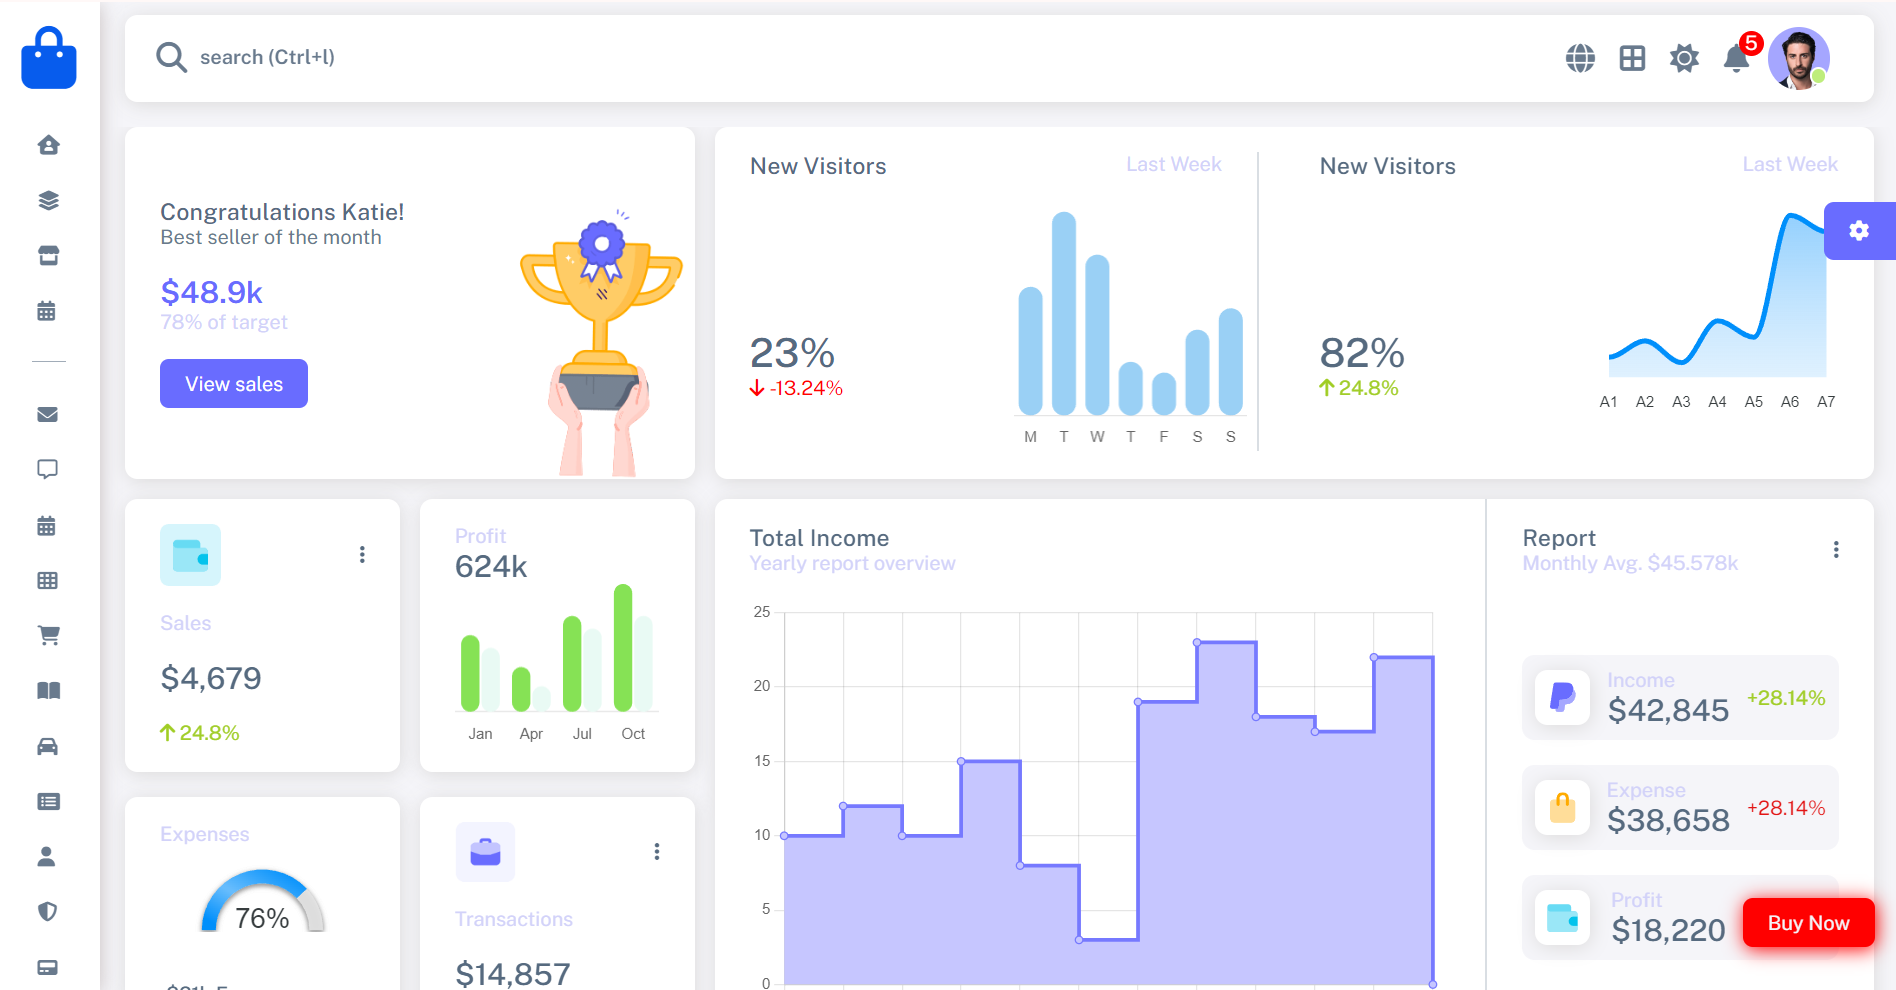 search (Ctrl+l)
5
Congratulations Katie!
Best seller of the month
$48.9k
78% of target
View sales
New Visitors
Last Week
23%
-13.24%
M T W T F S S
New Visitors
Last Week
82%
24.8%
A1 A2 A3 A4 A5 A6 A7
Sales
$4,679
24.8%
Profit
624k
Jan Apr Jul Oct
Total Income
Yearly report overview
25
20
15
10
5
0
Report
Monthly Avg. $45.578k
Income
$42,845
+28.14%
Expense
$38,658
+28.14%
Profit
$18,220
Buy Now
Expenses
76%
Transactions
$14,857